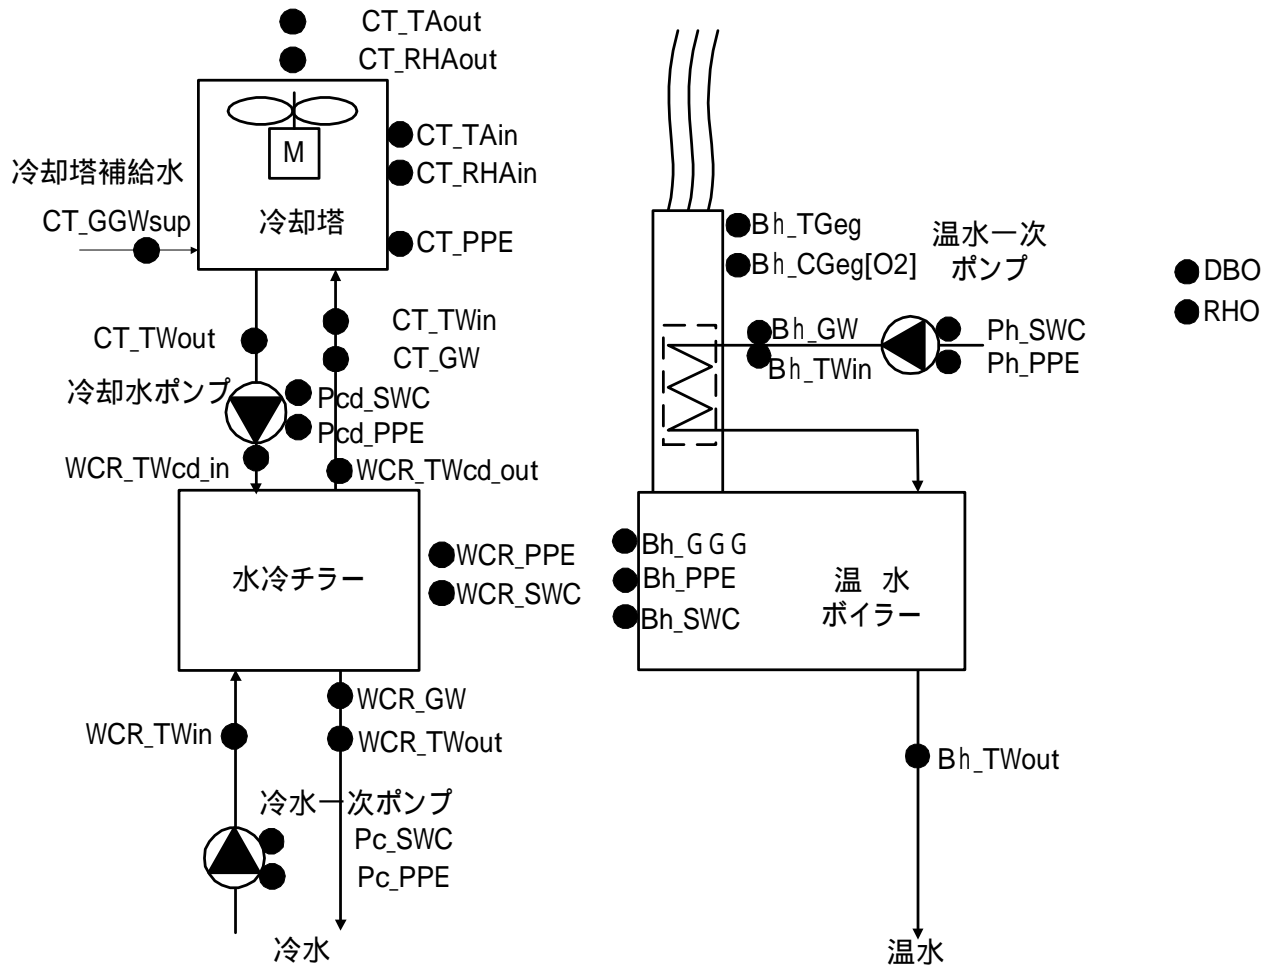 CT_TAout
CT_RHAout
CT_TAin
M
冷却塔補給水
CT_RHAin
CT_GGWsup
冷却塔
CT_PPE
CT_TWin
CT_TWout
CT_GW
冷却水ポンプ
Pcd_SWC
Pcd_PPE
WCR_TWcd_in
WCR_TWcd_out
水冷チラー
WCR_PPE
WCR_SWC
WCR_GW
WCR_TWin
WCR_TWout
冷水一次ポンプ
Pc_SWC
Pc_PPE
冷水
Bh_TGeg
Bh_CGeg[O2]
温水一次
ポンプ
Bh_GW
Bh_TWin
Ph_SWC
Ph_PPE
Bh_GGG
Bh_PPE
Bh_SWC
温 水
ボイラー
Bh_TWout
温水
DBO
RHO